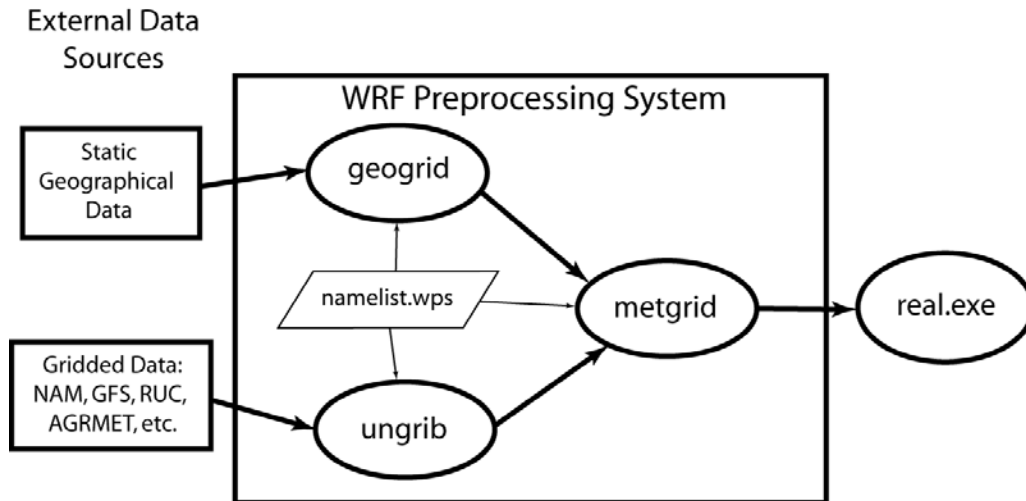 External Data
Sources
WRF Preprocessing System
Static
Geographical
Data
geogrid
namelist.wps
metgrid
real.exe
Gridded Data:
NAM, GFS, RUC,
AGRMET, etc.
ungrib